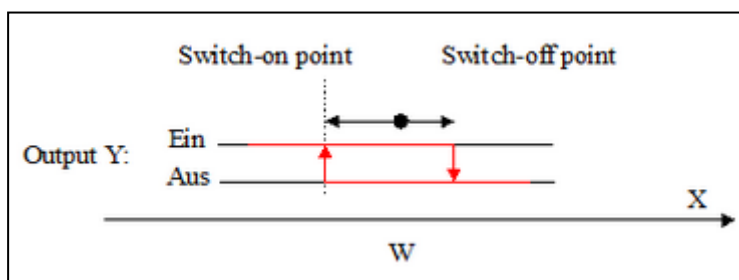 Switch-on point Switch-off point
Ein
Output Y:
Aus
X
W